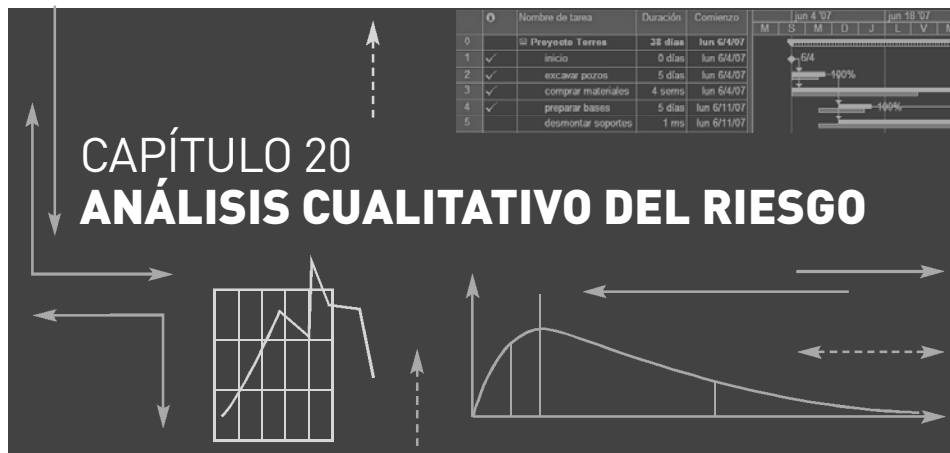 Nombre de tarea Duración Comienzo jun 4 '07 jun 18 '07
M S M D J L V
0 Proyecto Terros 38 días lun 6/4/07
1 inicio 0 días lun 6/4/07 6/4
2 excavar pozos 5 días lun 6/4/07 100%
3 comprar materiales 4 sems lun 6/4/07
4 preparar bases 5 días lun 6/11/07 100%
5 desmontar soportes 1 ms lun 6/11/07
CAPÍTULO 20
ANÁLISIS CUALITATIVO DEL RIESGO